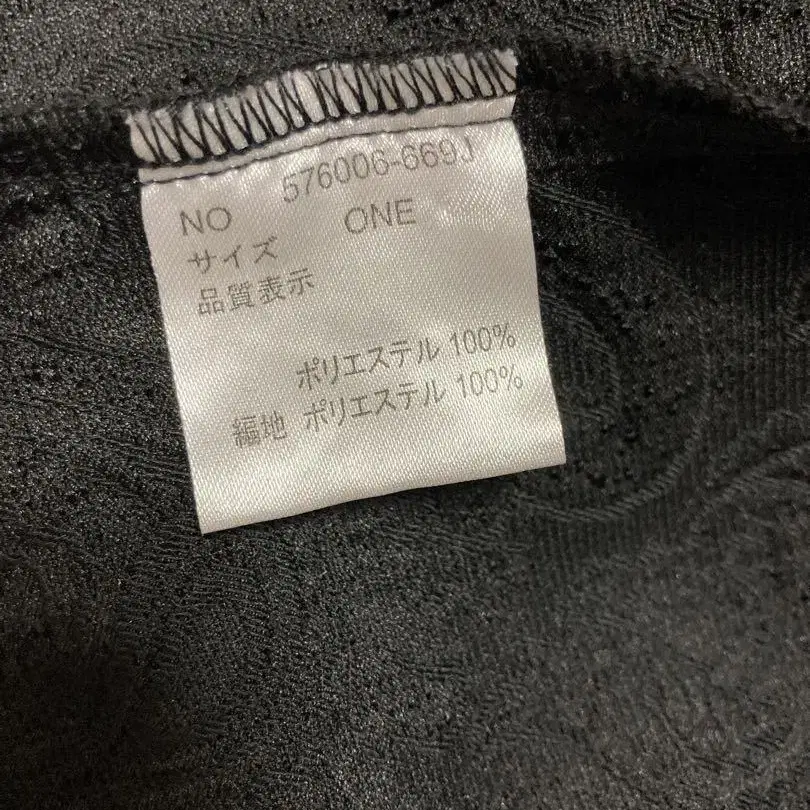 NO 576006-669J
サイズ ONE
品質表示
ポリエステル 100%
編地 ポリエステル 100%